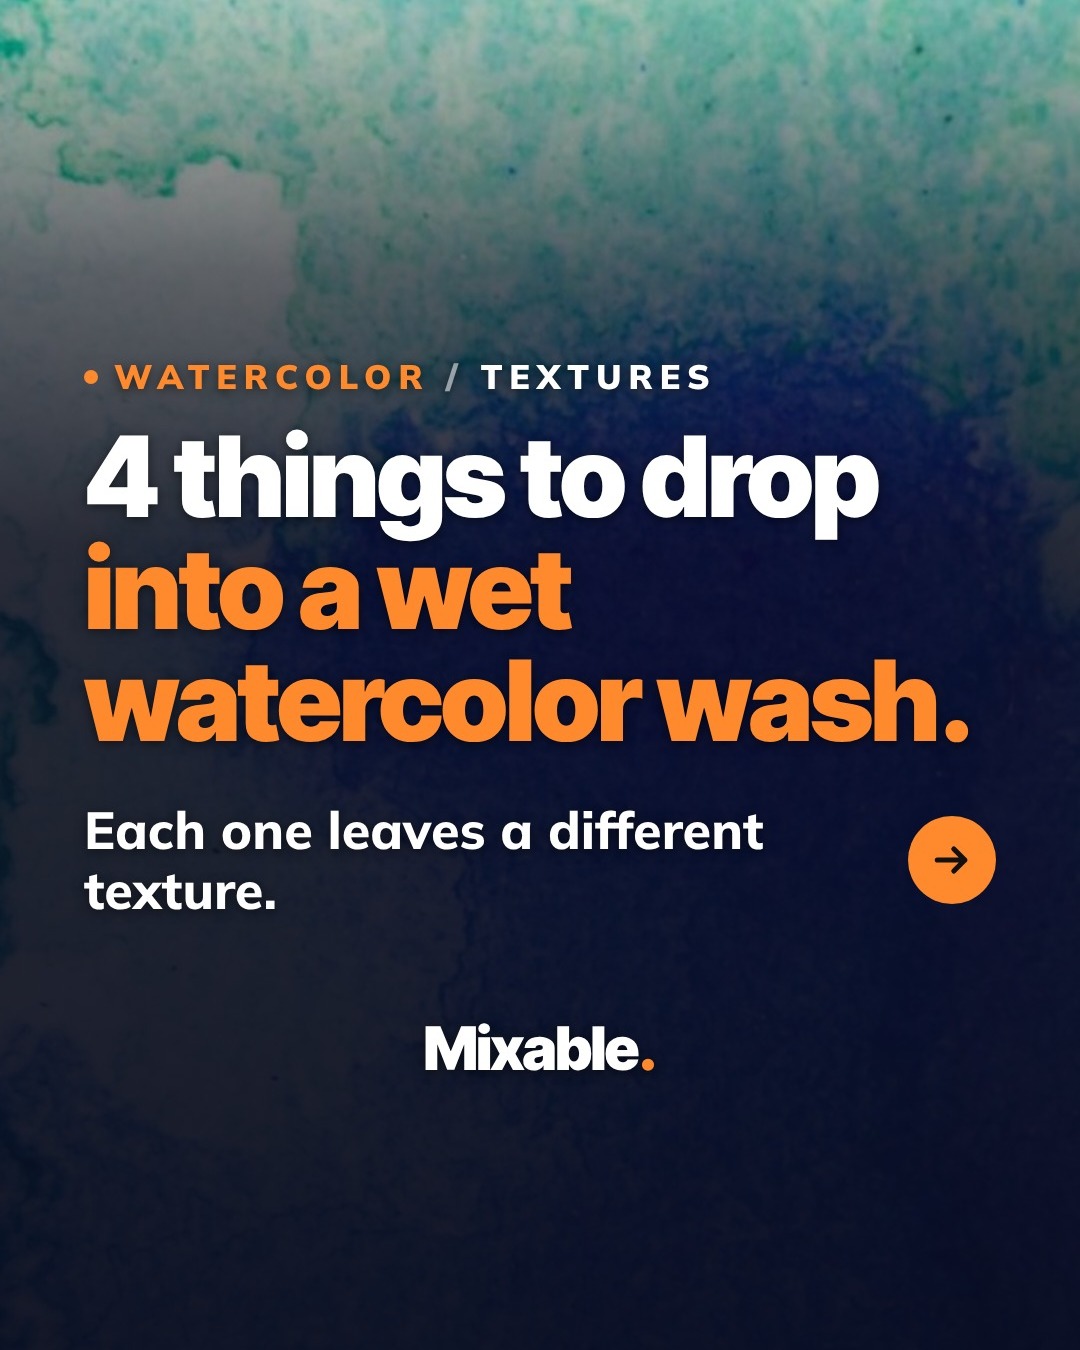 • WATERCOLOR / TEXTURES
4 things to drop
into a wet
watercolor wash.
Each one leaves a different
texture.
Mixable.